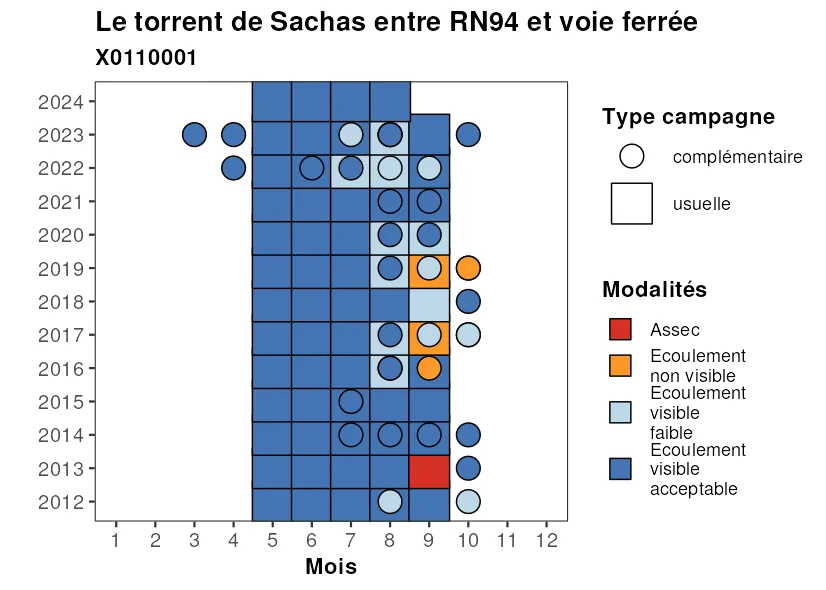 Le torrent de Sachas entre RN94 et voie ferrée
X0110001
2024
2023
2022
2021
2020
2019
2018
2017
2016
2015
2014
2013
2012
1 2 3 4 5 6 7 8 9 10 11 12
Mois
Type campagne
complémentaire
usuelle
Modalités
Assec
Ecoulement
non visible
Ecoulement
visible
faible
Ecoulement
visible
acceptable